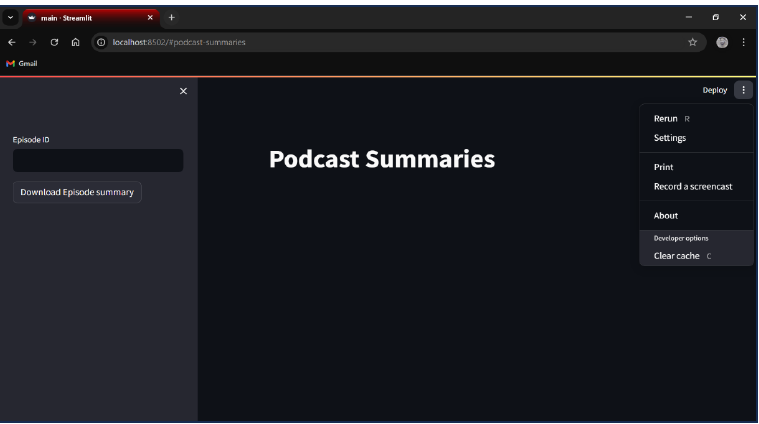 main · Streamlit
localhost:8502/#podcast-summaries
Gmail
Deploy
Episode ID
Download Episode summary
Podcast Summaries
Rerun R
Settings
Print
Record a screencast
About
Developer options
Clear cache C